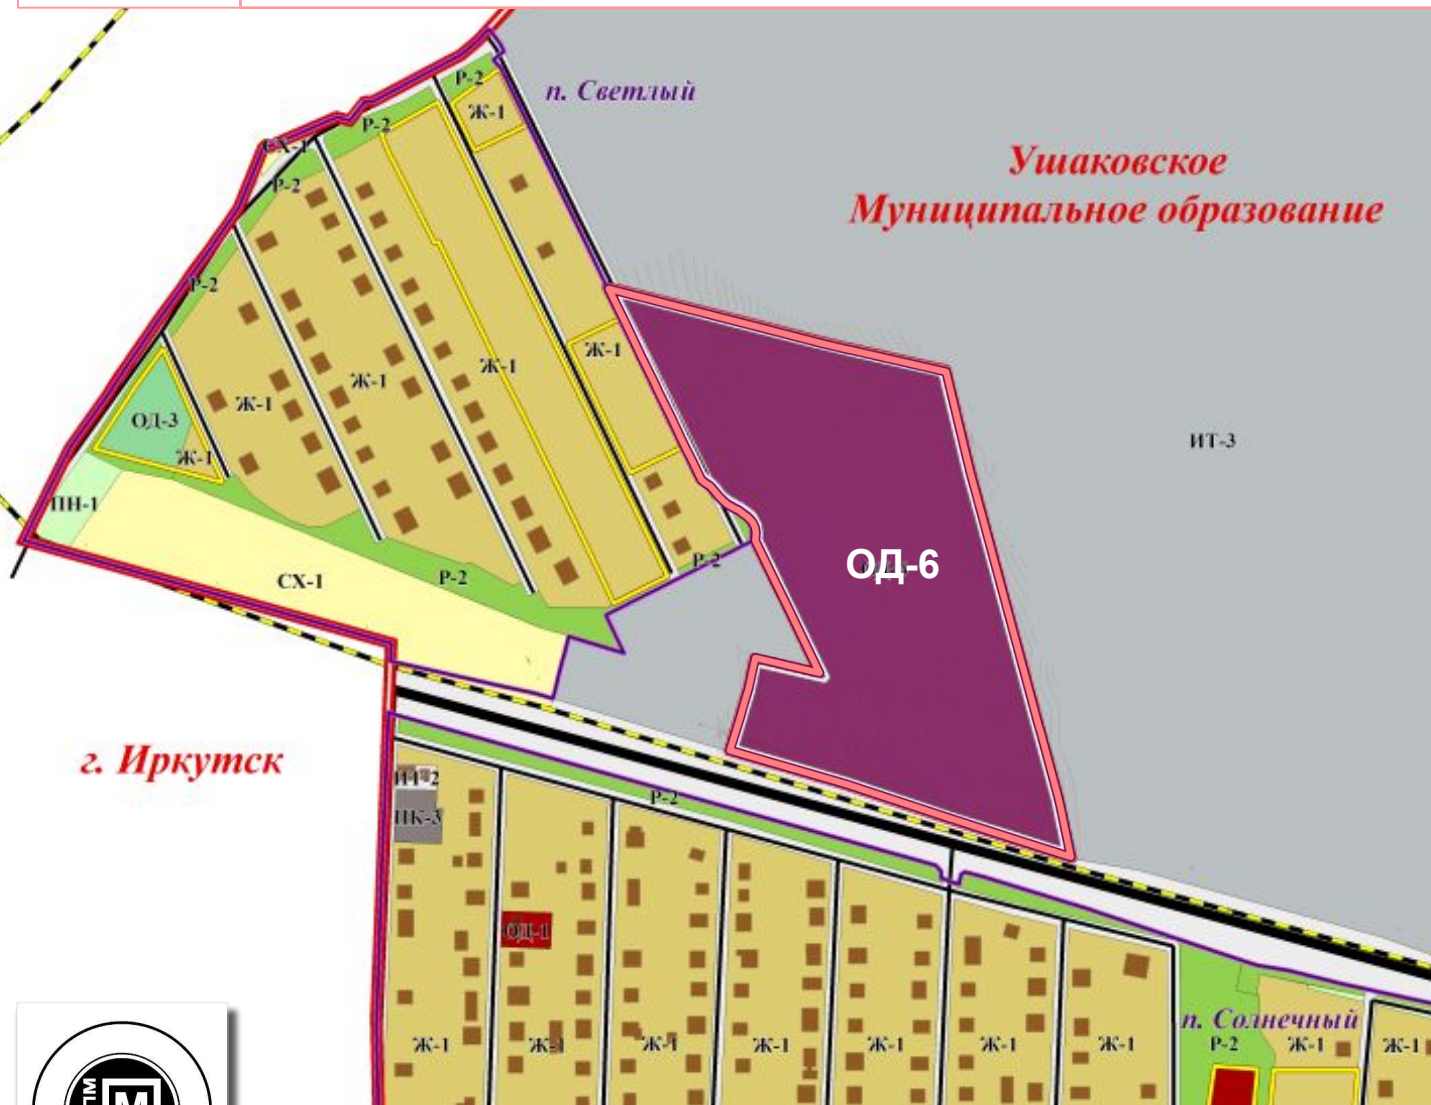 Р-2
п. Светлый
Ж-1
Р-2
СХ-1
Ушаковское
Муниципальное образование
Р-2
Р-2
Ж-1
Ж-1
Ж-1
Ж-1
ОД-3
Ж-1
ИТ-3
ПН-1
ОД-6
Р-2
СХ-1
Р-2
г. Иркутск
Р-2
ПК-3
ОД-1
п. Солнечный
Ж-1
Ж-1
Ж-1
Ж-1
Ж-1
Ж-1
Ж-1
Р-2
Ж-1
Ж-1